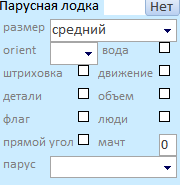 Парусная лодка Нет
размер средний
orient вода
штриховка движение
детали объем
флаг люди
прямой угол мачт 0
парус